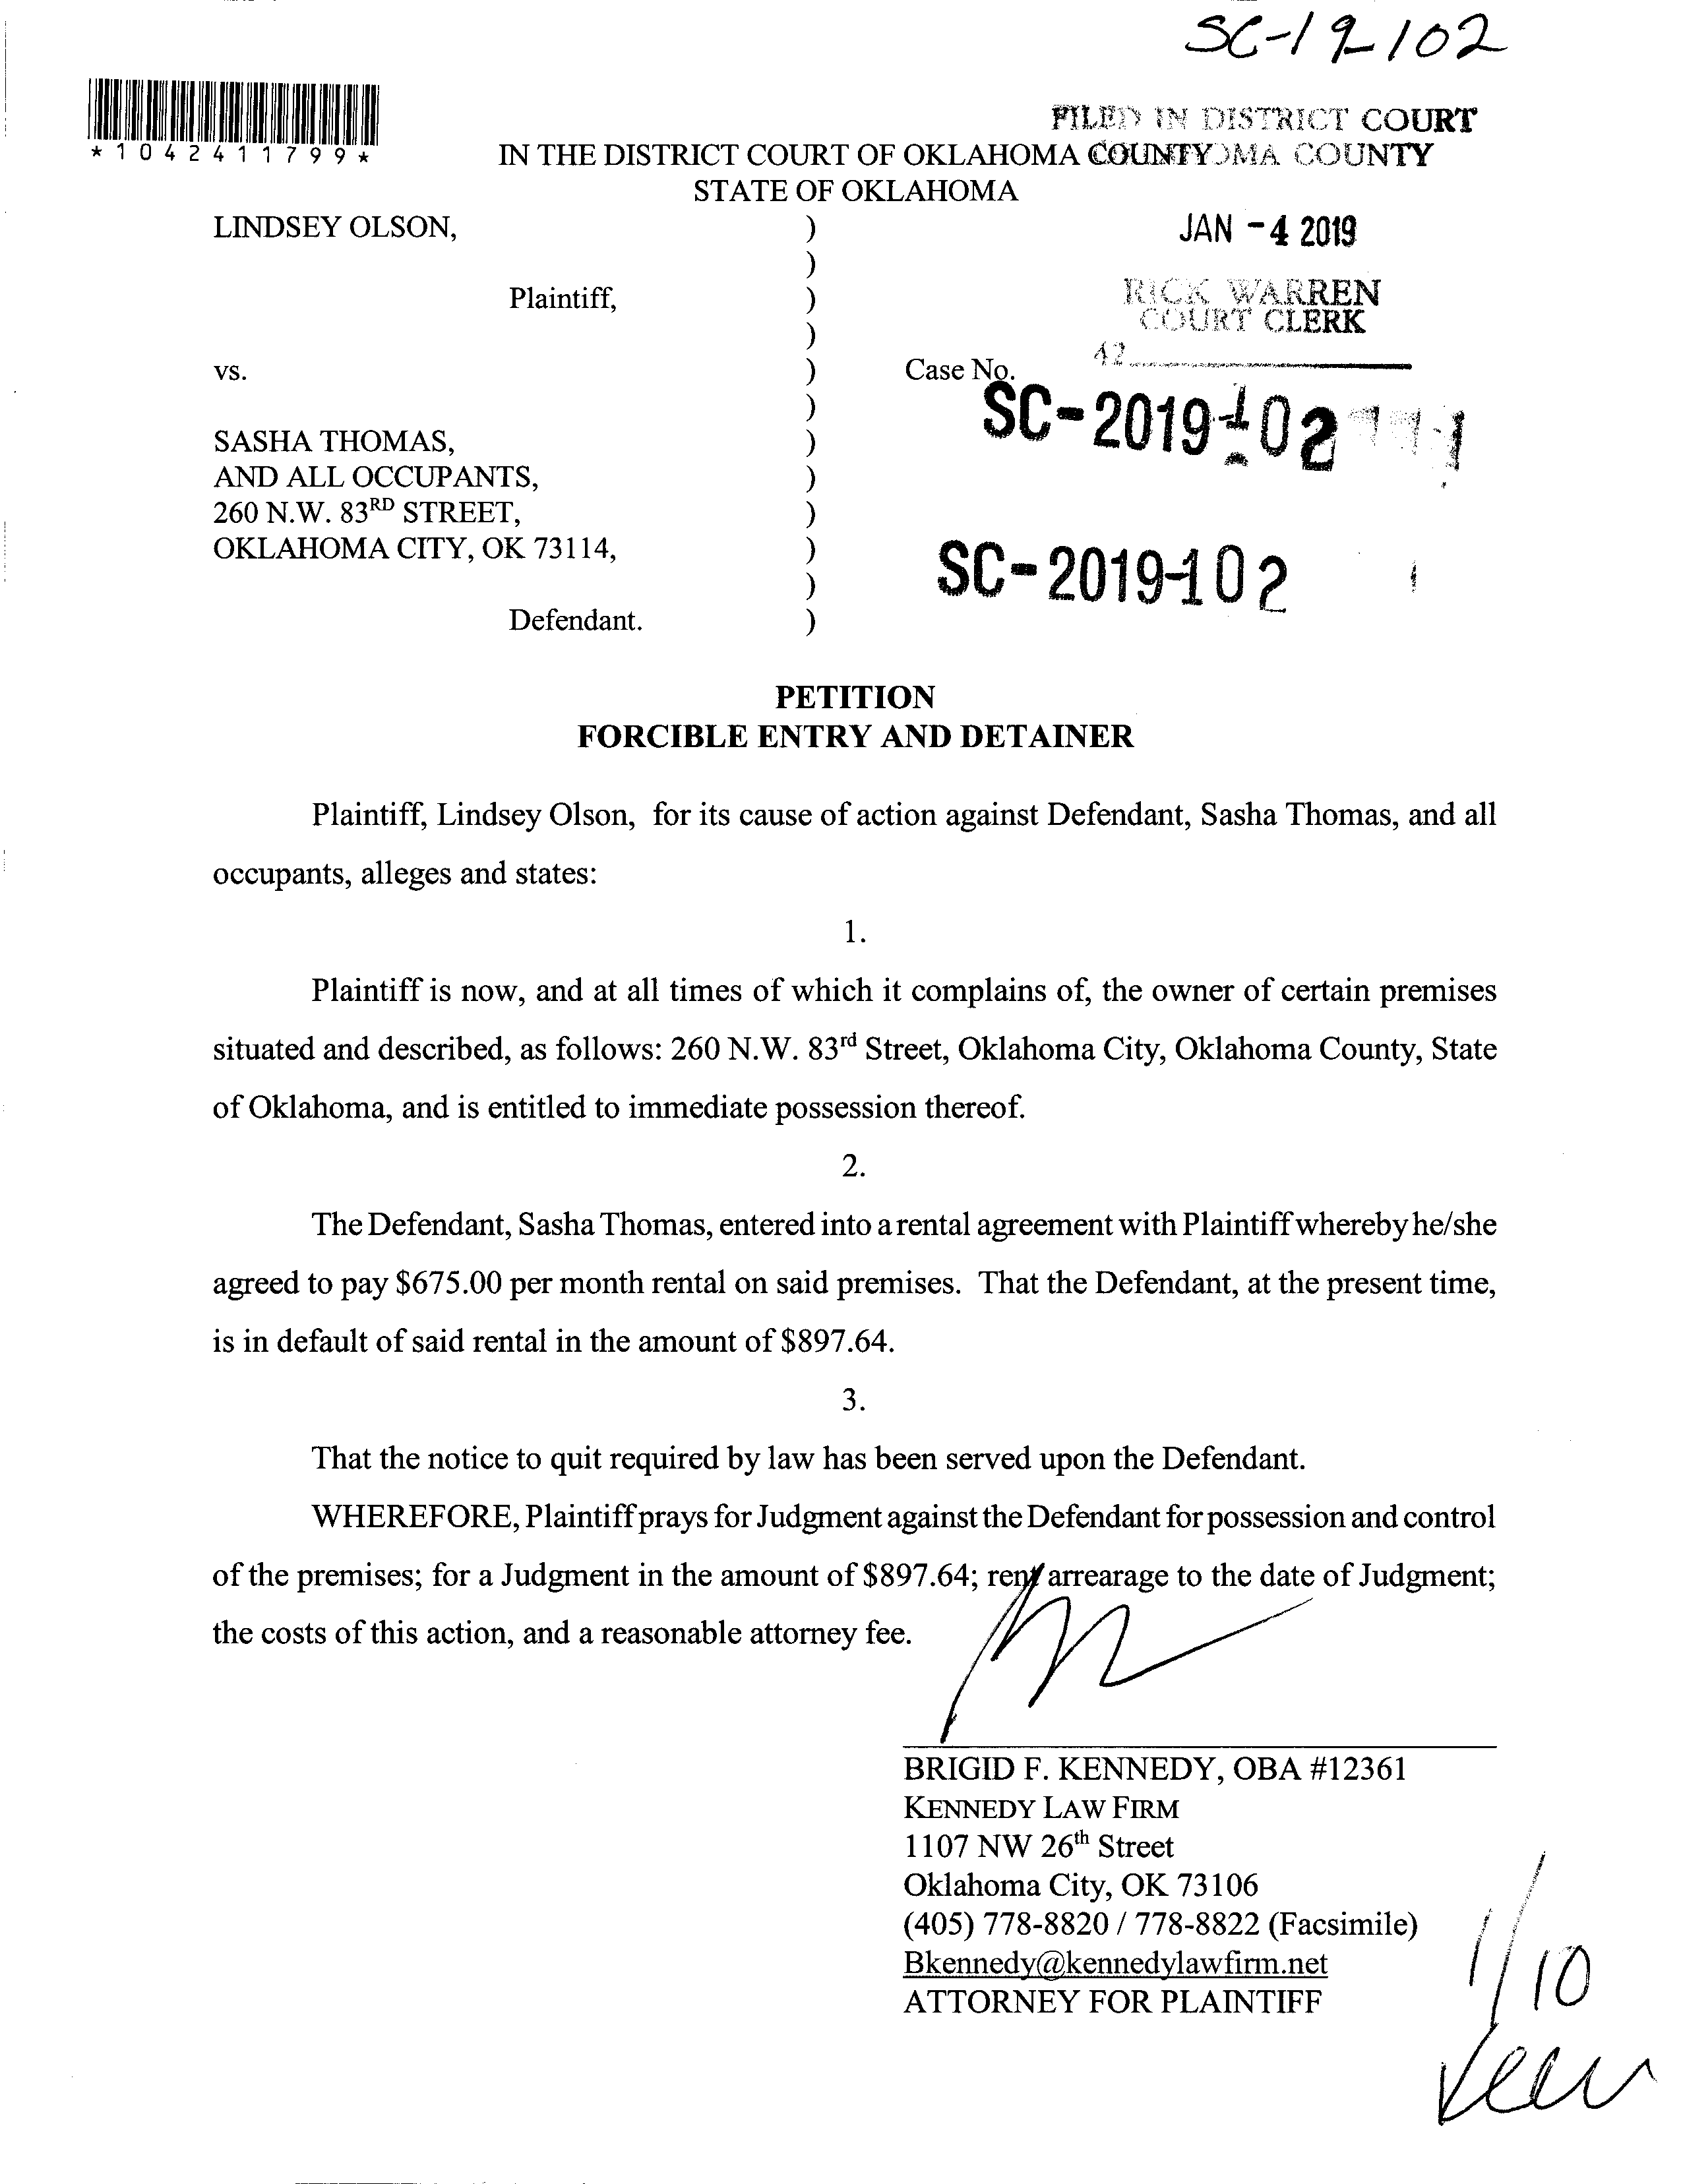 SC-19-102
*1042411799*
FILED IN DISTRICT COURT
IN THE DISTRICT COURT OF OKLAHOMA COUNTY OMA COUNTY
STATE OF OKLAHOMA
LINDSEY OLSON, )
JAN -4 2019
)
Plaintiff, )
RICK WARREN
COURT CLERK
)
42
vs. ) Case No.
)
SC-2019-102
SASHA THOMAS, )
AND ALL OCCUPANTS, )
260 N.W. 83RD STREET, )
OKLAHOMA CITY, OK 73114, )
SC-2019-102
)
Defendant. )
PETITION
FORCIBLE ENTRY AND DETAINER
Plaintiff, Lindsey Olson, for its cause of action against Defendant, Sasha Thomas, and all
occupants, alleges and states:
1.
Plaintiff is now, and at all times of which it complains of, the owner of certain premises
situated and described, as follows: 260 N.W. 83rd Street, Oklahoma City, Oklahoma County, State
of Oklahoma, and is entitled to immediate possession thereof.
2.
The Defendant, Sasha Thomas, entered into a rental agreement with Plaintiff whereby he/she
agreed to pay $675.00 per month rental on said premises. That the Defendant, at the present time,
is in default of said rental in the amount of $897.64.
3.
That the notice to quit required by law has been served upon the Defendant.
WHEREFORE, Plaintiff prays for Judgment against the Defendant for possession and control
of the premises; for a Judgment in the amount of $897.64; rent arrearage to the date of Judgment;
the costs of this action, and a reasonable attorney fee.
BRIGID F. KENNEDY, OBA #12361
KENNEDY LAW FIRM
1107 NW 26th Street
Oklahoma City, OK 73106
(405) 778-8820 / 778-8822 (Facsimile)
Bkennedy@kennedylawfirm.net
ATTORNEY FOR PLAINTIFF
1/10